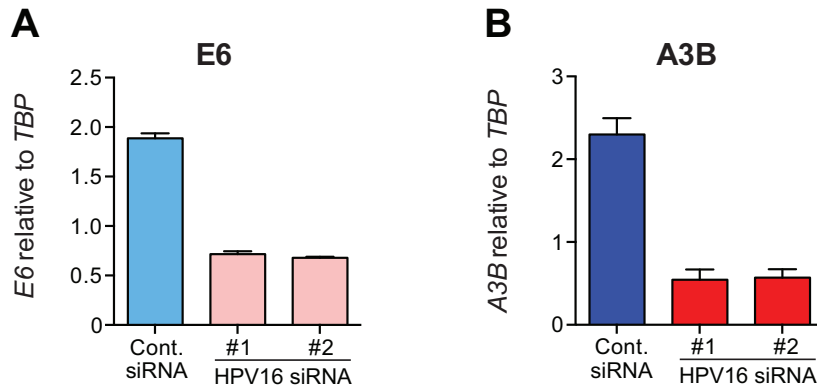 A
E6
E6 relative to TBP
2.5
2.0
1.5
1.0
0.5
0
Cont.
siRNA
#1
#2
HPV16 siRNA
B
A3B
A3B relative to TBP
3
2
1
0
Cont.
siRNA
#1
#2
HPV16 siRNA